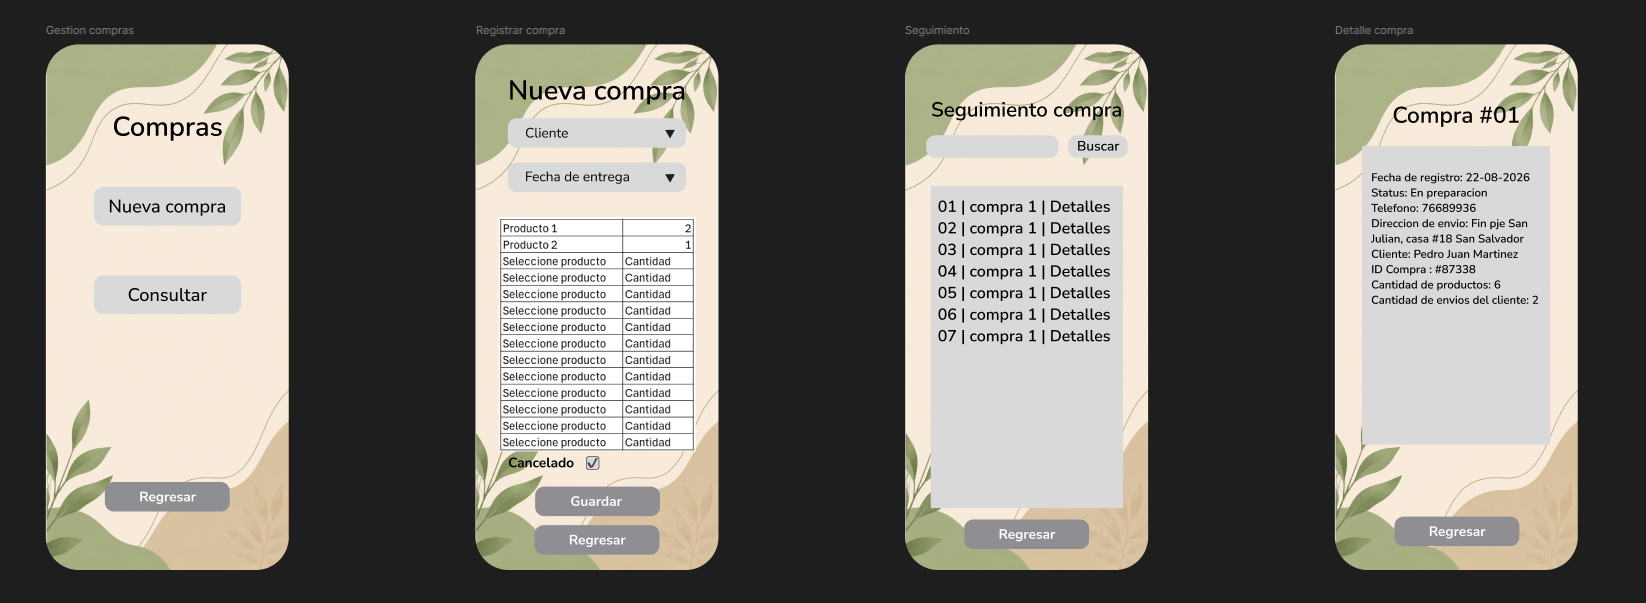 Gestion compras
Compras
Nueva compra
Consultar
Regresar
Registrar compra
Nueva compra
Cliente
Fecha de entrega
Producto 1 2
Producto 2 1
Seleccione producto Cantidad
Seleccione producto Cantidad
Seleccione producto Cantidad
Seleccione producto Cantidad
Seleccione producto Cantidad
Seleccione producto Cantidad
Seleccione producto Cantidad
Seleccione producto Cantidad
Seleccione producto Cantidad
Seleccione producto Cantidad
Seleccione producto Cantidad
Seleccione producto Cantidad
Cancelado
Guardar
Regresar
Seguimiento
Seguimiento compra
Buscar
01 | compra 1 | Detalles
02 | compra 1 | Detalles
03 | compra 1 | Detalles
04 | compra 1 | Detalles
05 | compra 1 | Detalles
06 | compra 1 | Detalles
07 | compra 1 | Detalles
Regresar
Detalle compra
Compra #01
Fecha de registro: 22-08-2026
Status: En preparacion
Telefono: 76689936
Direccion de envio: Fin pje San
Julian, casa #18 San Salvador
Cliente: Pedro Juan Martinez
ID Compra : #87338
Cantidad de productos: 6
Cantidad de envios del cliente: 2
Regresar